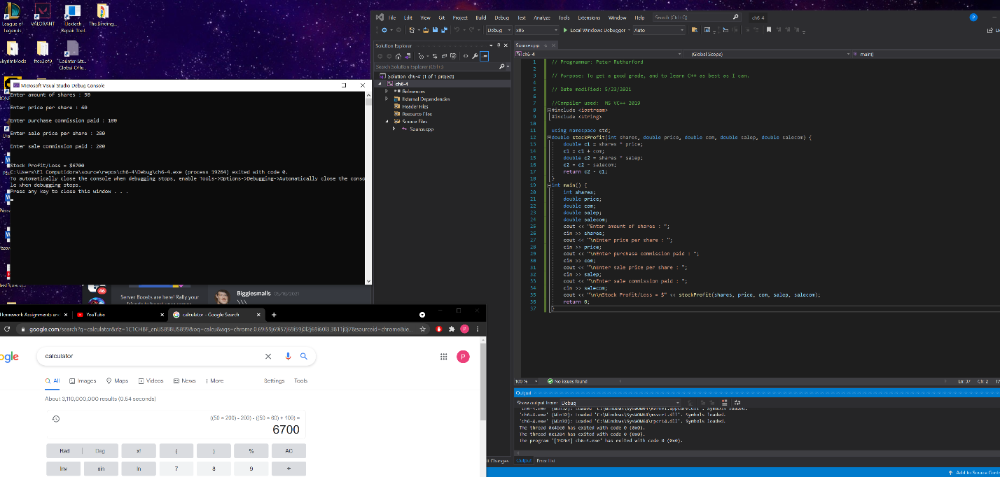 League of
Legends
VALORANT
Hextech
Repair Tool
The.Binding...
SkyrimMods
free3of9
Counter-Str...
Global Offe...
Microsoft Visual Studio Debug Console
Enter amount of shares : 50
Enter price per share : 60
Enter purchase commission paid : 100
Enter sale price per share : 200
Enter sale commission paid : 200
Stock Profit/Loss = $6700
C:\Users\El Computidora\source\repos\ch6-4\Debug\ch6-4.exe (process 19264) exited with code 0.
To automatically close the console when debugging stops, enable Tools->Options->Debugging->Automatically close the conso
le when debugging stops.
Press any key to close this window . . .
46
Server Boosts are here! Rally your
Biggiesmalls 05/18/2021
\\\
Homework Assignments an
YouTube
calculator - Google Search
google.com/search?q=calculator&rlz=1C1CHBF_enUS898US899&oq=calcu&aqs=chrome.0.69i59j69i57j69i59j0l2j69i60l3.3811j0j7&sourceid=chrome&ie...
P
ogle
calculator
P
All
Images
Maps
Videos
News
More
Settings
Tools
About 3,110,000,000 results (0.54 seconds)
((50 × 200) - 200) - ((50 × 60) + 100) =
6700
Rad
Deg
x!
(
)
%
AC
Inv
sin
ln
7
8
9
÷
File Edit View Git Project Build Debug Test Analyze Tools Extensions Window Help
Search (Ctrl+Q)
ch6-4
P
Debug
x86
Local Windows Debugger
Auto
Solution Explorer
Search Solution Explorer (Ctrl+;)
Solution 'ch6-4' (1 of 1 project)
ch6-4
References
External Dependencies
Header Files
Resource Files
Source Files
Source.cpp
Source.cpp
ch6-4
(Global Scope)
main()
1 // Programmer: Peter Rutherford
2
3 // Purpose: To get a good grade, and to learn C++ as best as I can.
4
5 // Date modified: 5/23/2021
6
7 //Compiler used:  MS VC++ 2019
8 #include <iostream>
9 #include <string>
10
11 using namespace std;
12 double stockProfit(int shares, double price, double com, double salep, double salecom) {
13 double c1 = shares * price;
14 c1 = c1 + com;
15 double c2 = shares * salep;
16 c2 = c2 - salecom;
17 return c2 - c1;
18 }
19 int main() {
20 int shares;
21 double price;
22 double com;
23 double salep;
24 double salecom;
25 cout << "Enter amount of shares : ";
26 cin >> shares;
27 cout << "\nEnter price per share : ";
28 cin >> price;
29 cout << "\nEnter purchase commission paid : ";
30 cin >> com;
31 cout << "\nEnter sale price per share : ";
32 cin >> salep;
33 cout << "\nEnter sale commission paid : ";
34 cin >> salecom;
35 cout << "\n\nStock Profit/Loss = $" << stockProfit(shares, price, com, salep, salecom);
36 return 0;
37 }
100 %
No issues found
Ln: 37 Ch: 2
Output
Show output from: Debug
'ch6-4.exe' (Win32): Loaded 'C:\Windows\SysWOW64\kernel.appcore.dll'. Symbols loaded.
'ch6-4.exe' (Win32): Loaded 'C:\Windows\SysWOW64\msvcrt.dll'. Symbols loaded.
'ch6-4.exe' (Win32): Loaded 'C:\Windows\SysWOW64\rpcrt4.dll'. Symbols loaded.
The thread 0x4be0 has exited with code 0 (0x0).
The thread 0x1284 has exited with code 0 (0x0).
The program '[19264] ch6-4.exe' has exited with code 0 (0x0).
it Changes
Output
Error List
Add to Source Contr